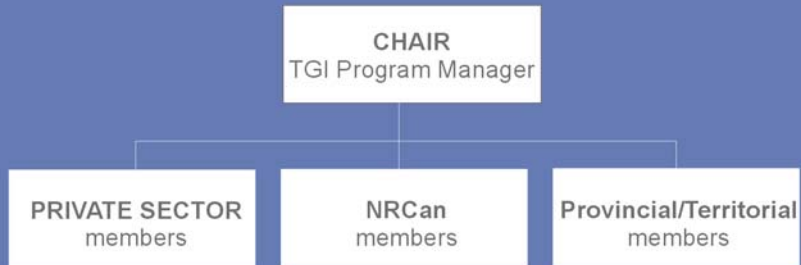 CHAIR
TGI Program Manager
PRIVATE SECTOR
members
NRCan
members
Provincial/Territorial
members